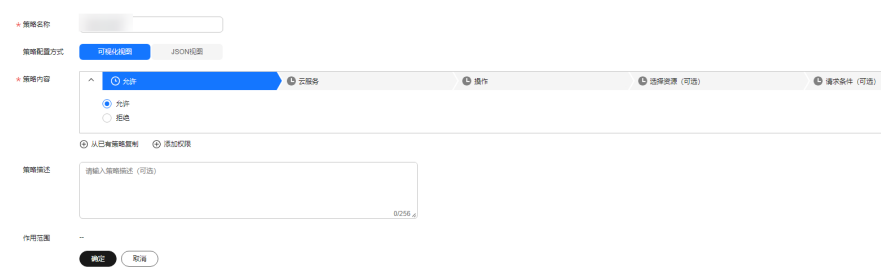 * 策略名称
策略配置方式 可视化视图 JSON视图
* 策略内容 允许 云服务 操作 选择资源（可选） 请求条件（可选）
允许
拒绝
从已有策略复制 添加权限
策略描述 请输入策略描述（可选）
0/256
作用范围 --
确定 取消